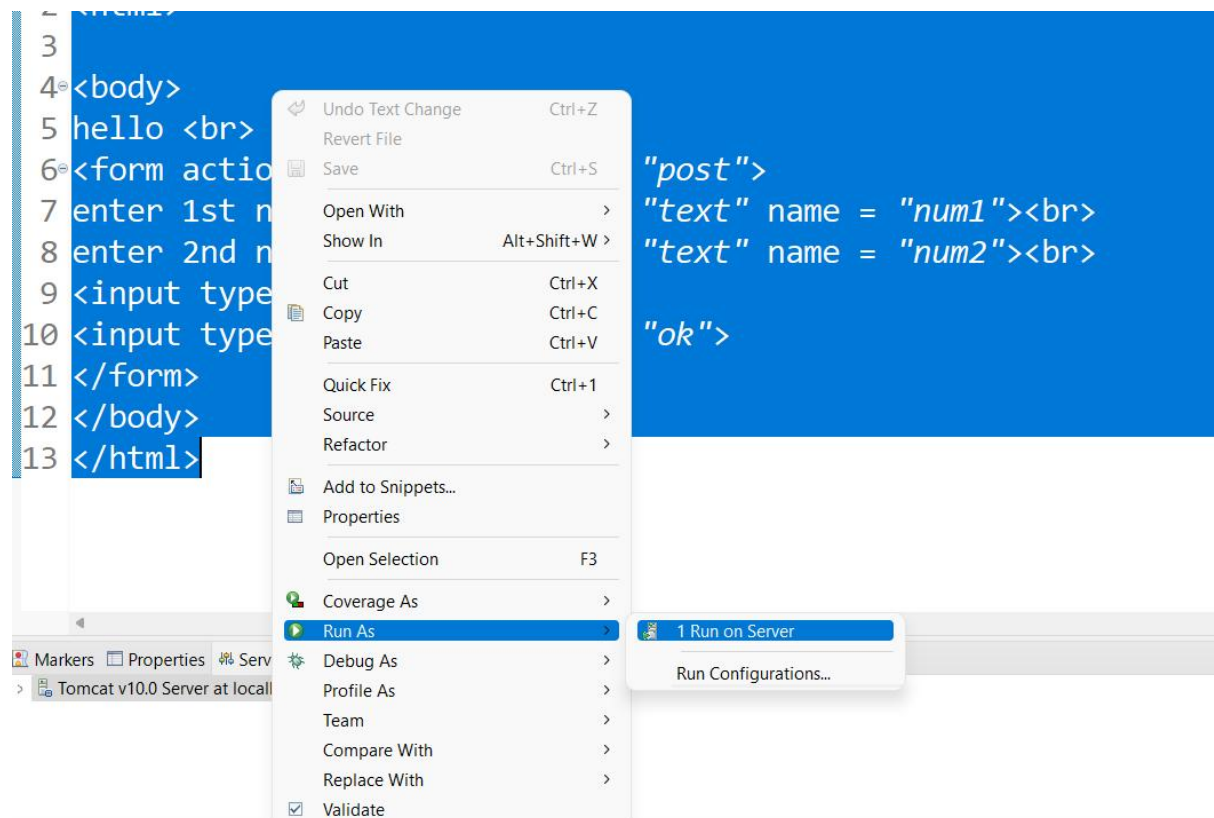 2 <html>
3
4 <body>
5 hello <br>
6 <form actio "post">
7 enter 1st n "text" name = "num1"><br>
8 enter 2nd n "text" name = "num2"><br>
9 <input type
10 <input type "ok">
11 </form>
12 </body>
13 </html>
Undo Text Change Ctrl+Z
Revert File
Save Ctrl+S
Open With >
Show In Alt+Shift+W >
Cut Ctrl+X
Copy Ctrl+C
Paste Ctrl+V
Quick Fix Ctrl+1
Source >
Refactor >
Add to Snippets...
Properties
Open Selection F3
Coverage As >
Run As >
Debug As >
Profile As >
Team >
Compare With >
Replace With >
Validate
1 Run on Server
Run Configurations...
Markers Properties Serv
> Tomcat v10.0 Server at locall